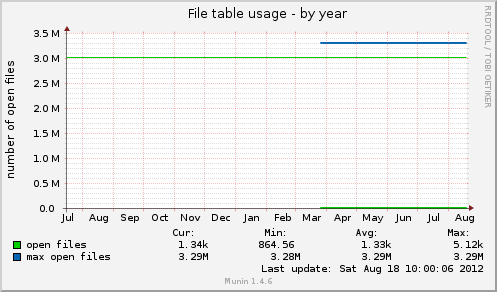 File table usage - by year
RRDTOOL / TOBI OETIKER
number of open files
3.5 M
3.0 M
2.5 M
2.0 M
1.5 M
1.0 M
0.5 M
0.0
Jul Aug Sep Oct Nov Dec Jan Feb Mar Apr May Jun Jul Aug
Cur: Min: Avg: Max:
open files 1.34k 864.56 1.33k 5.12k
max open files 3.29M 3.28M 3.29M 3.29M
Last update: Sat Aug 18 10:00:06 2012
Munin 1.4.6